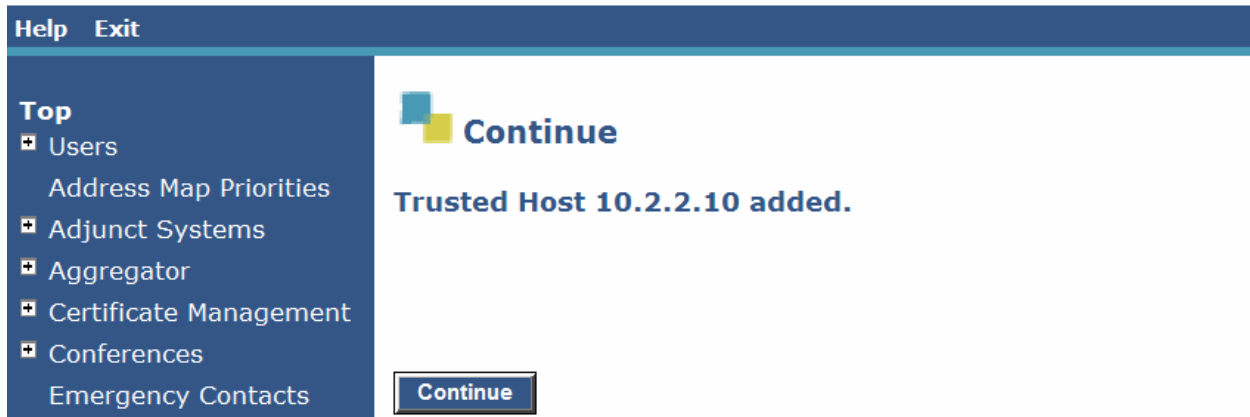 Help Exit
Top
Users
Address Map Priorities
Adjunct Systems
Aggregator
Certificate Management
Conferences
Emergency Contacts
Continue
Trusted Host 10.2.2.10 added.
Continue